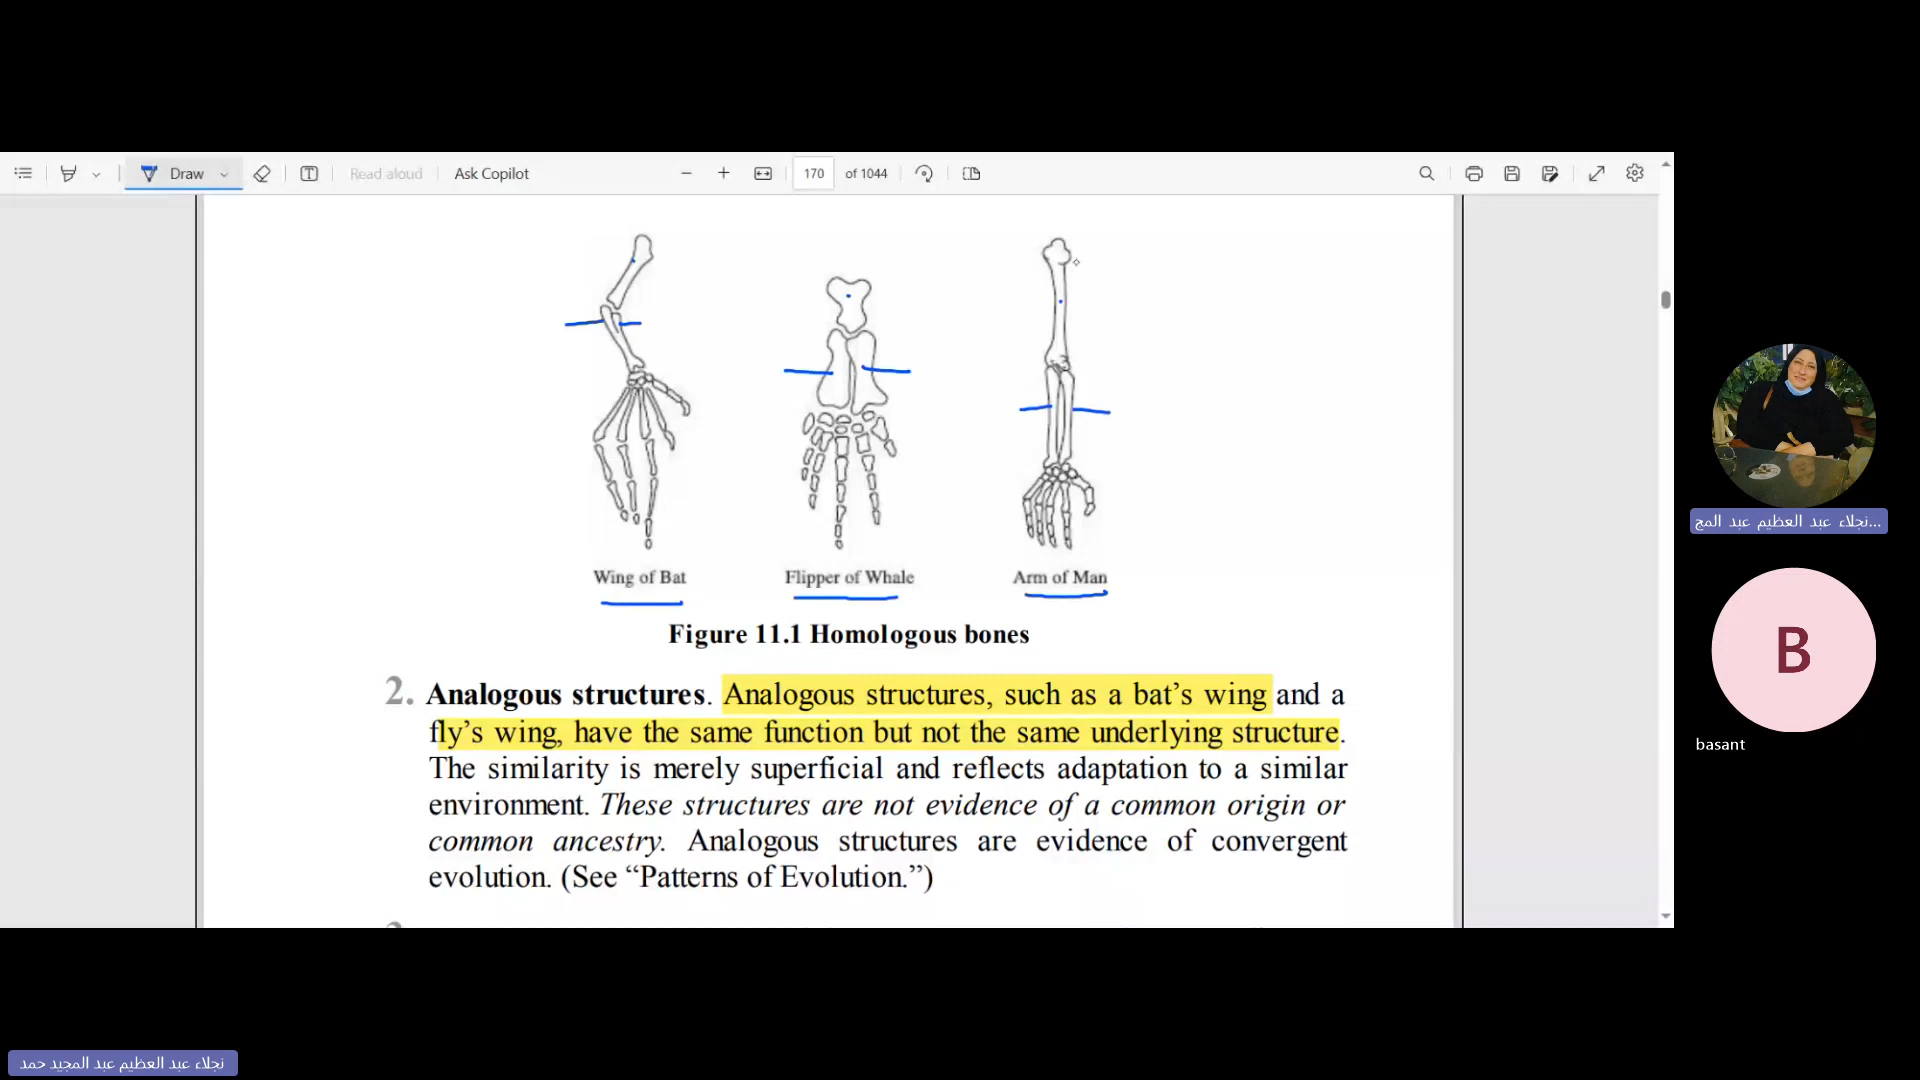 Draw
Read aloud
Ask Copilot
170 of 1044
Wing of Bat
Flipper of Whale
Arm of Man
Figure 11.1 Homologous bones
2. Analogous structures. Analogous structures, such as a bat’s wing and a
fly’s wing, have the same function but not the same underlying structure.
The similarity is merely superficial and reflects adaptation to a similar
environment. These structures are not evidence of a common origin or
common ancestry. Analogous structures are evidence of convergent
evolution. (See “Patterns of Evolution.”)
نجلاء عبد العظيم عبد المج...
B
basant
نجلاء عبد العظيم عبد المجيد حمد